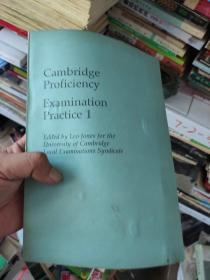 Cambridge
Proficiency
Examination
Practice 1
Edited by Leo Jones for the
University of Cambridge
Local Examinations Syndicate